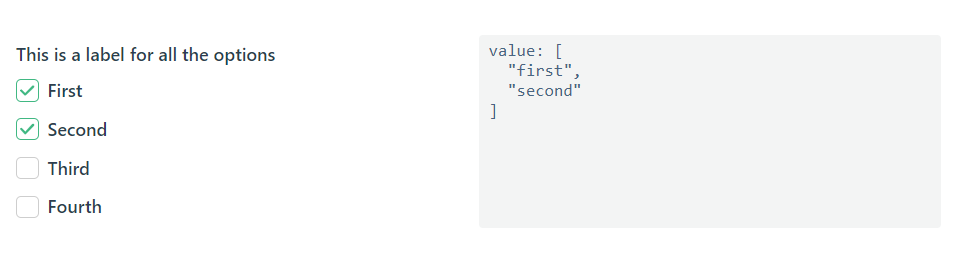 This is a label for all the options
First
Second
Third
Fourth
value: [
  "first",
  "second"
]